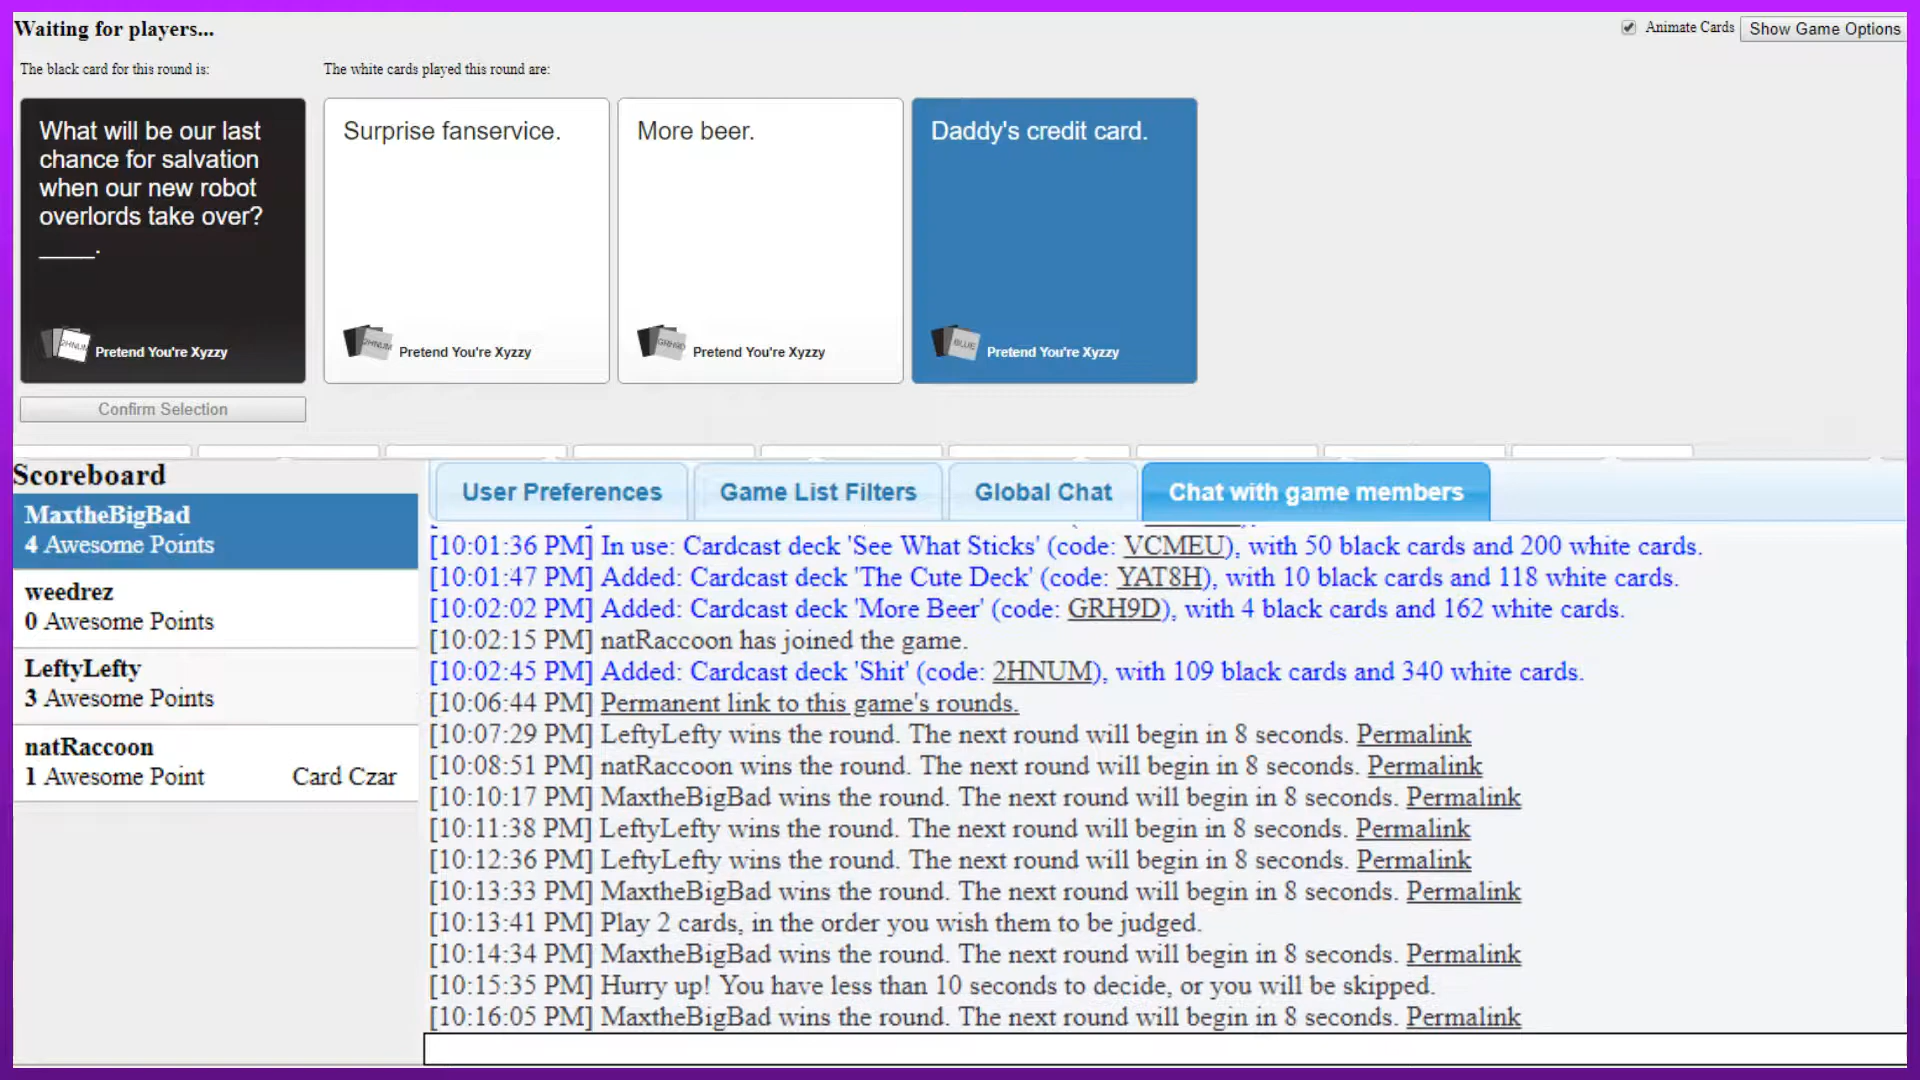 Waiting for players...
Animate Cards
Show Game Options
The black card for this round is:
The white cards played this round are:
What will be our last
chance for salvation
when our new robot
overlords take over?
____.
2HNUM
Pretend You're Xyzzy
Surprise fanservice.
2HNUM
Pretend You're Xyzzy
More beer.
GRH9D
Pretend You're Xyzzy
Daddy's credit card.
BLUE
Pretend You're Xyzzy
Confirm Selection
Scoreboard
MaxtheBigBad
4 Awesome Points
weedrez
0 Awesome Points
LeftyLefty
3 Awesome Points
natRaccoon
1 Awesome Point
Card Czar
User Preferences
Game List Filters
Global Chat
Chat with game members
[10:01:36 PM] In use: Cardcast deck 'See What Sticks' (code: VCMEU), with 50 black cards and 200 white cards.
[10:01:47 PM] Added: Cardcast deck 'The Cute Deck' (code: YAT8H), with 10 black cards and 118 white cards.
[10:02:02 PM] Added: Cardcast deck 'More Beer' (code: GRH9D), with 4 black cards and 162 white cards.
[10:02:15 PM] natRaccoon has joined the game.
[10:02:45 PM] Added: Cardcast deck 'Shit' (code: 2HNUM), with 109 black cards and 340 white cards.
[10:06:44 PM] Permanent link to this game's rounds.
[10:07:29 PM] LeftyLefty wins the round. The next round will begin in 8 seconds. Permalink
[10:08:51 PM] natRaccoon wins the round. The next round will begin in 8 seconds. Permalink
[10:10:17 PM] MaxtheBigBad wins the round. The next round will begin in 8 seconds. Permalink
[10:11:38 PM] LeftyLefty wins the round. The next round will begin in 8 seconds. Permalink
[10:12:36 PM] LeftyLefty wins the round. The next round will begin in 8 seconds. Permalink
[10:13:33 PM] MaxtheBigBad wins the round. The next round will begin in 8 seconds. Permalink
[10:13:41 PM] Play 2 cards, in the order you wish them to be judged.
[10:14:34 PM] MaxtheBigBad wins the round. The next round will begin in 8 seconds. Permalink
[10:15:35 PM] Hurry up! You have less than 10 seconds to decide, or you will be skipped.
[10:16:05 PM] MaxtheBigBad wins the round. The next round will begin in 8 seconds. Permalink